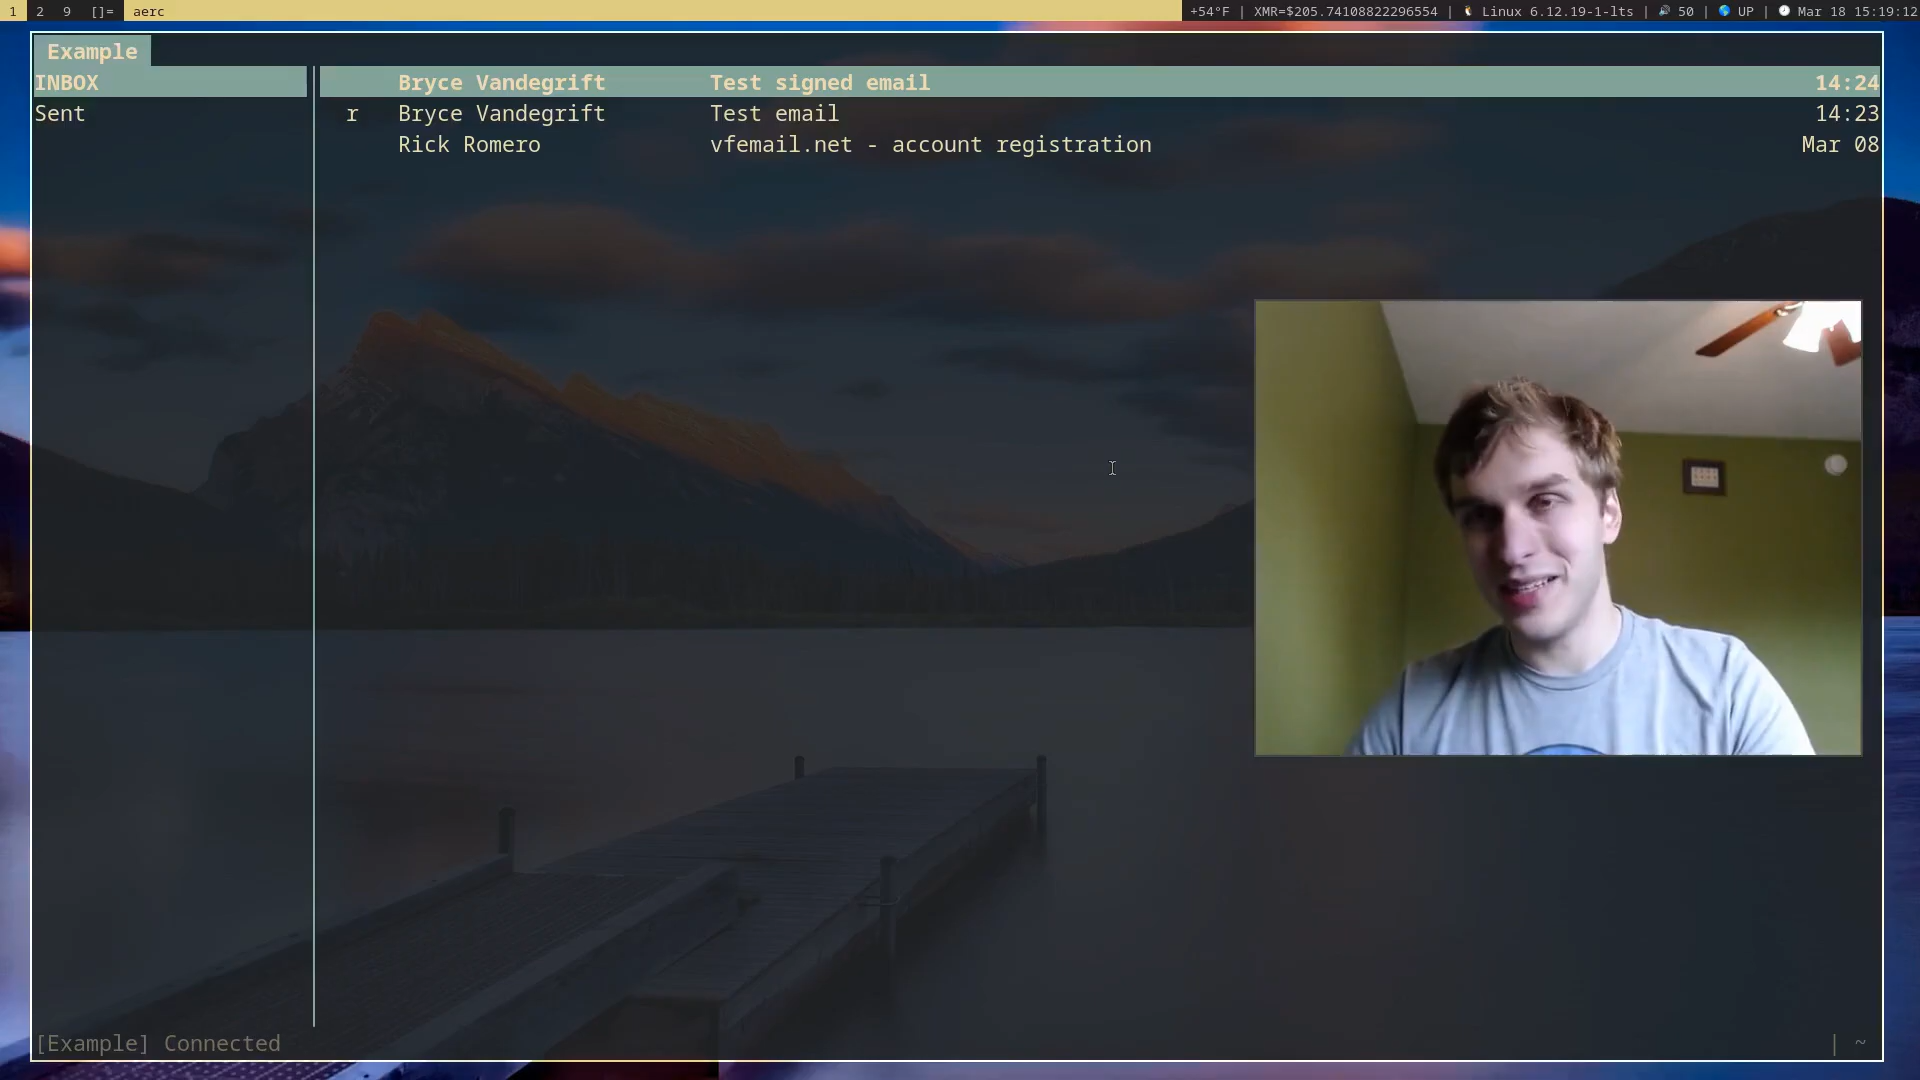 1 2 9 []= aerc +54°F | XMR=$205.74108822296554 | Linux 6.12.19-1-lts | 50 | UP | Mar 18 15:19:12
Example
INBOX Bryce Vandegrift Test signed email 14:24
Sent r Bryce Vandegrift Test email 14:23
Rick Romero vfemail.net - account registration Mar 08
[Example] Connected | ~